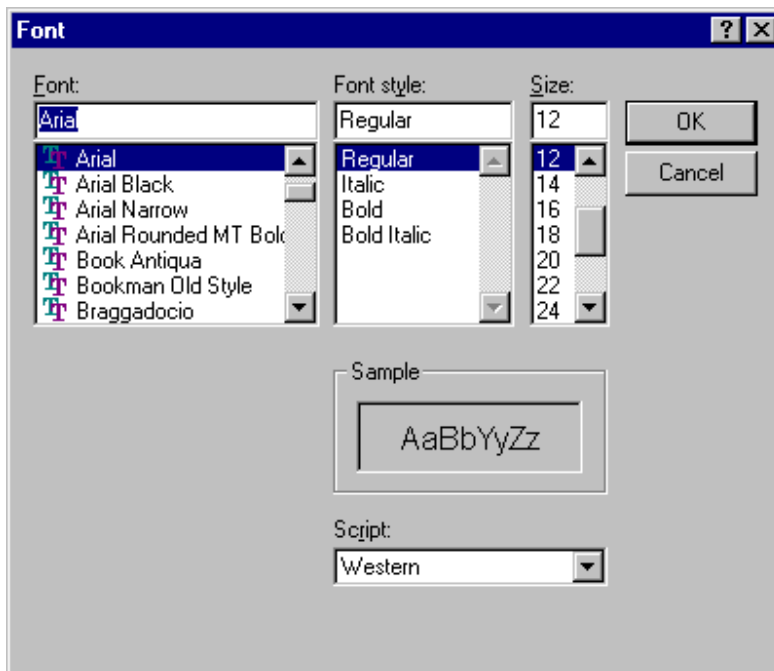 Font
Font:
Font style:
Size:
Arial
Regular
12
OK
Cancel
Arial
Arial Black
Arial Narrow
Arial Rounded MT Bold
Book Antiqua
Bookman Old Style
Braggadocio
Regular
Italic
Bold
Bold Italic
12
14
16
18
20
22
24
Sample
AaBbYyZz
Script:
Western